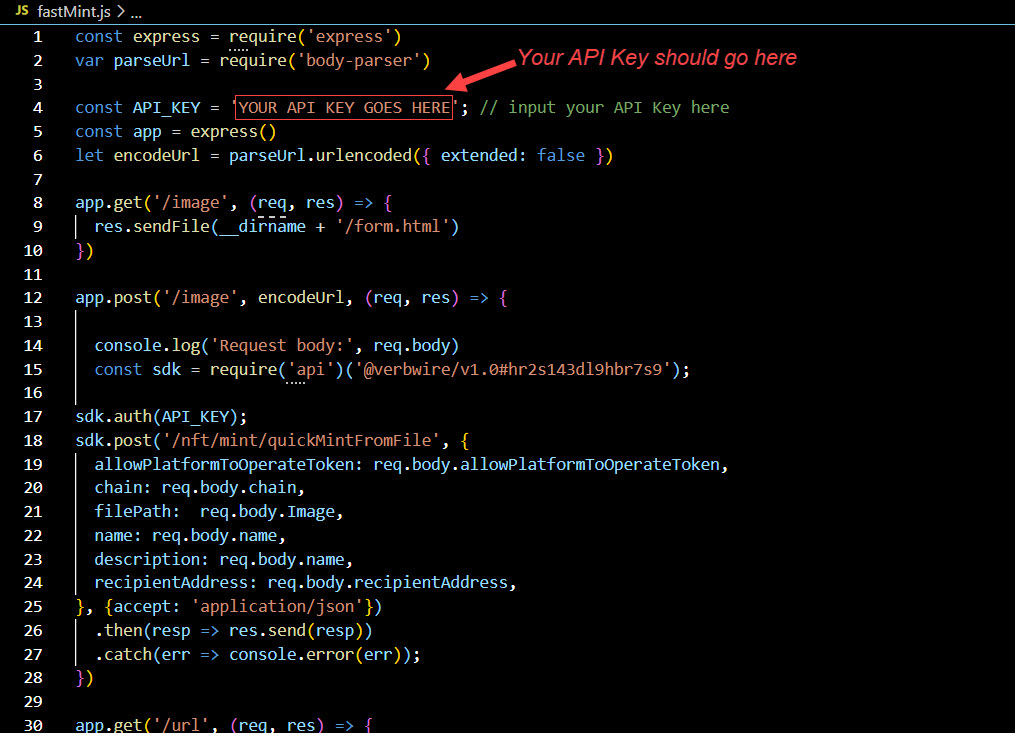 JS fastMint.js > ...
1 const express = require('express')
2 var parseUrl = require('body-parser')
Your API Key should go here
3
4 const API_KEY = 'YOUR API KEY GOES HERE'; // input your API Key here
5 const app = express()
6 let encodeUrl = parseUrl.urlencoded({ extended: false })
7
8 app.get('/image', (req, res) => {
9 res.sendFile(__dirname + '/form.html')
10 })
11
12 app.post('/image', encodeUrl, (req, res) => {
13
14 console.log('Request body:', req.body)
15 const sdk = require('api')('@verbwire/v1.0#hr2s143dl9hbr7s9');
16
17 sdk.auth(API_KEY);
18 sdk.post('/nft/mint/quickMintFromFile', {
19 allowPlatformToOperateToken: req.body.allowPlatformToOperateToken,
20 chain: req.body.chain,
21 filePath:  req.body.Image,
22 name: req.body.name,
23 description: req.body.name,
24 recipientAddress: req.body.recipientAddress,
25 }, {accept: 'application/json'})
26 .then(resp => res.send(resp))
27 .catch(err => console.error(err));
28 })
29
30 app.get('/url', (req, res) => {